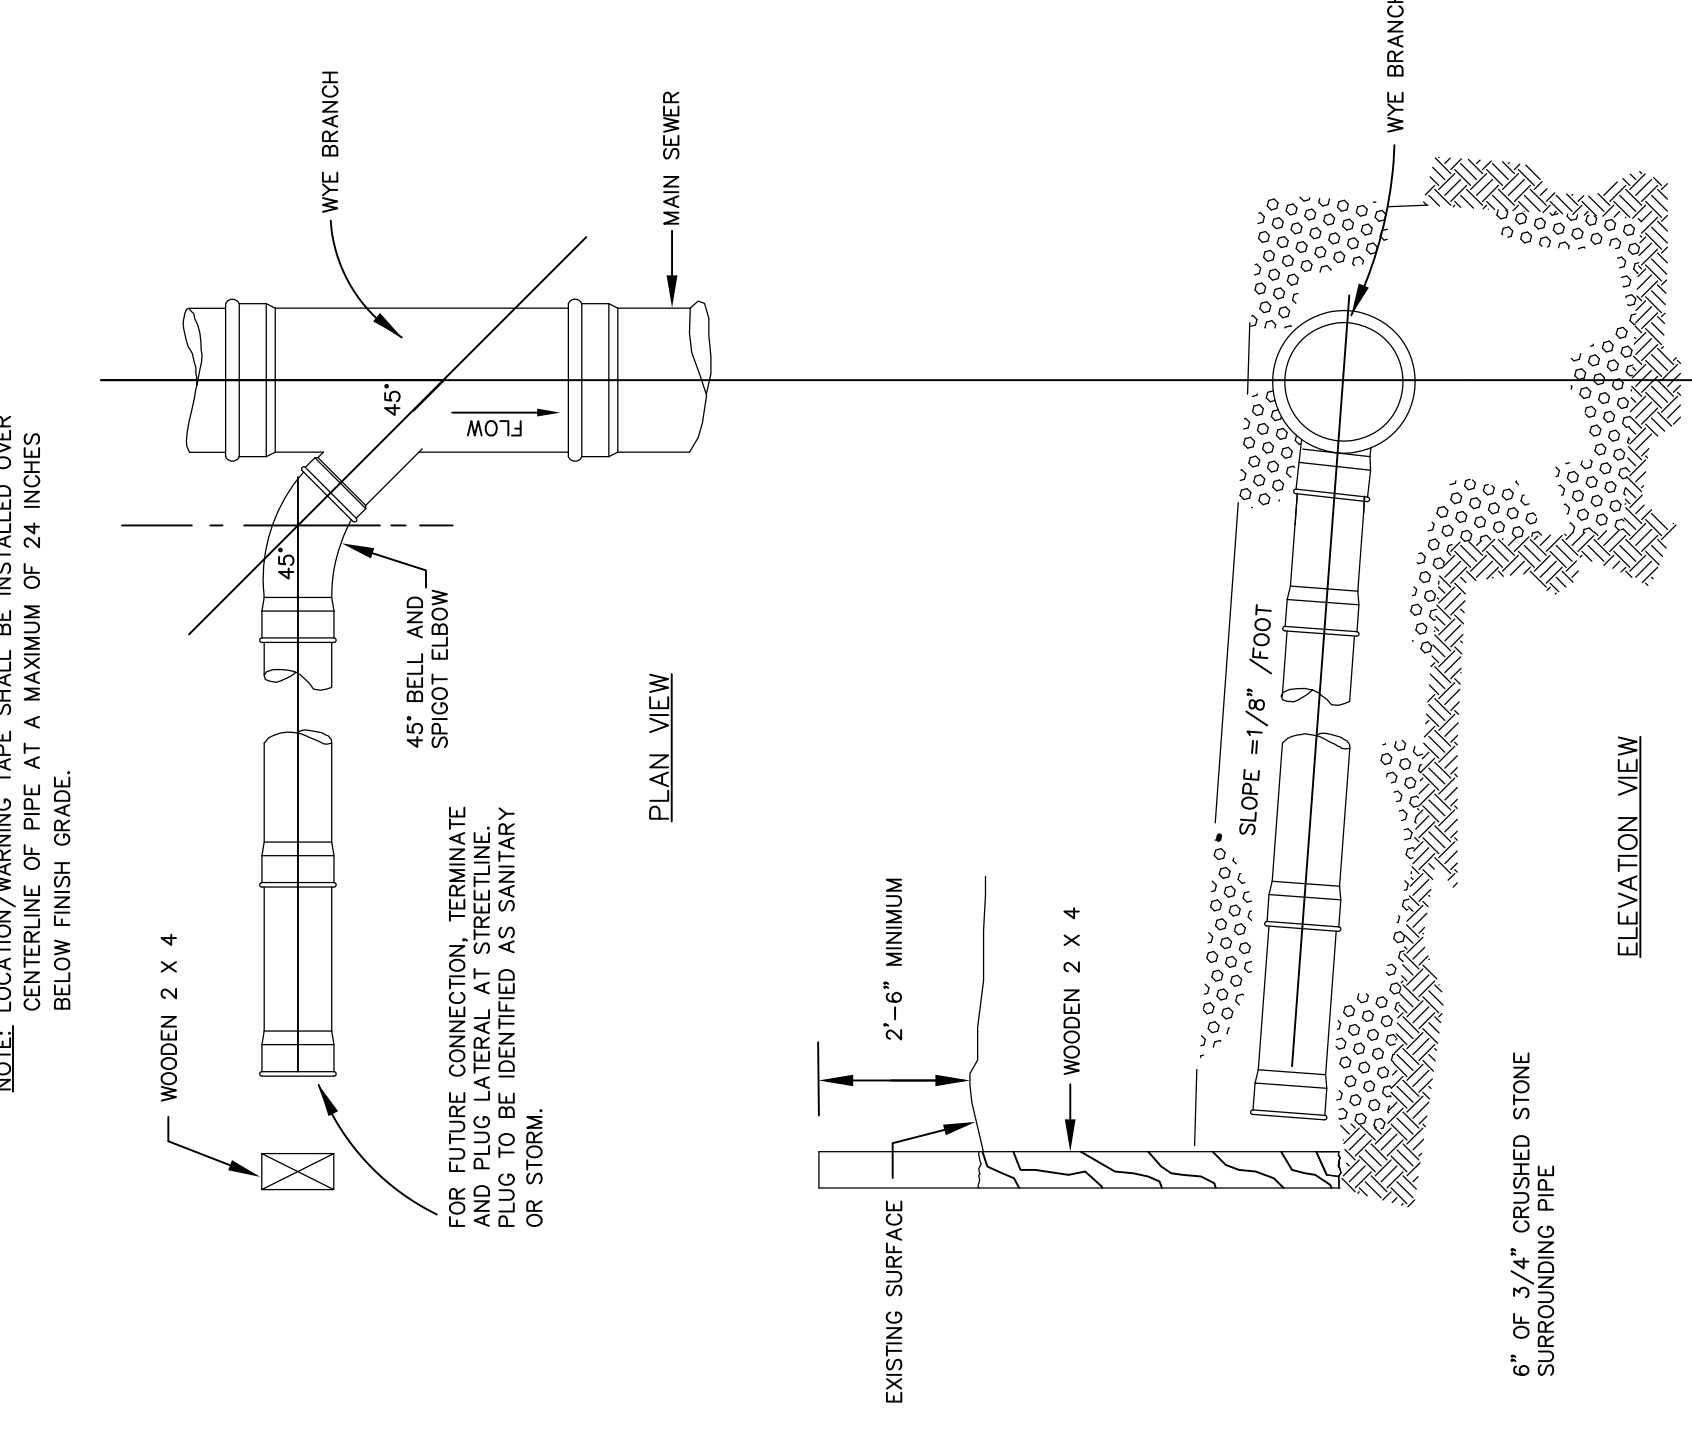 NOTE: LOCATION/WARNING TAPE SHALL BE INSTALLED OVER
CENTERLINE OF PIPE AT A MAXIMUM OF 24 INCHES
BELOW FINISH GRADE.
WOODEN 2 X 4
WYE BRANCH
MAIN SEWER
45°
45°
FLOW
45° BELL AND
SPIGOT ELBOW
FOR FUTURE CONNECTION, TERMINATE
AND PLUG LATERAL AT STREETLINE.
PLUG TO BE IDENTIFIED AS SANITARY
OR STORM.
PLAN VIEW
EXISTING SURFACE
2'-6" MINIMUM
WOODEN 2 X 4
SLOPE =1/8" /FOOT
WYE BRANCH
6" OF 3/4" CRUSHED STONE
SURROUNDING PIPE
ELEVATION VIEW